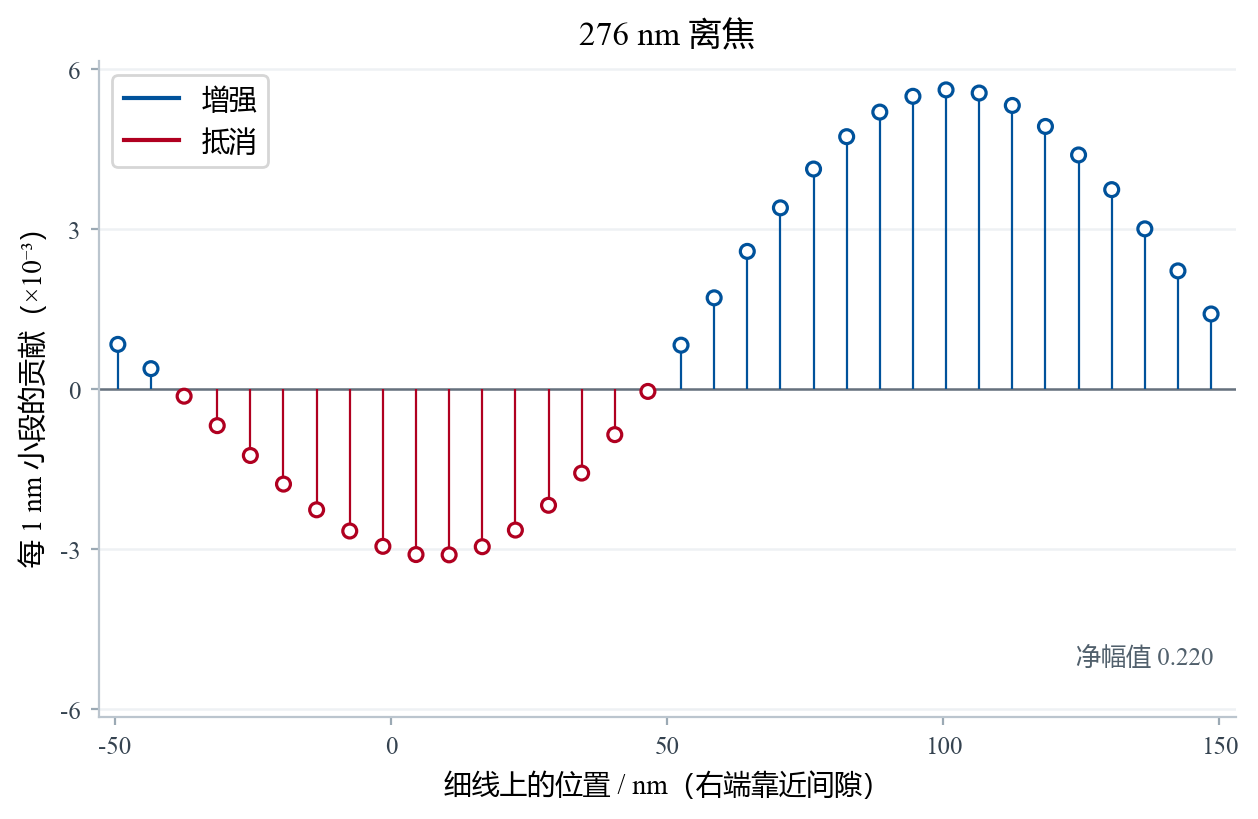 276 nm 离焦
增强
抵消
每 1 nm 小段的贡献（×10⁻³）
6
3
0
-3
-6
净幅值 0.220
-50
0
50
100
150
细线上的位置 / nm（右端靠近间隙）